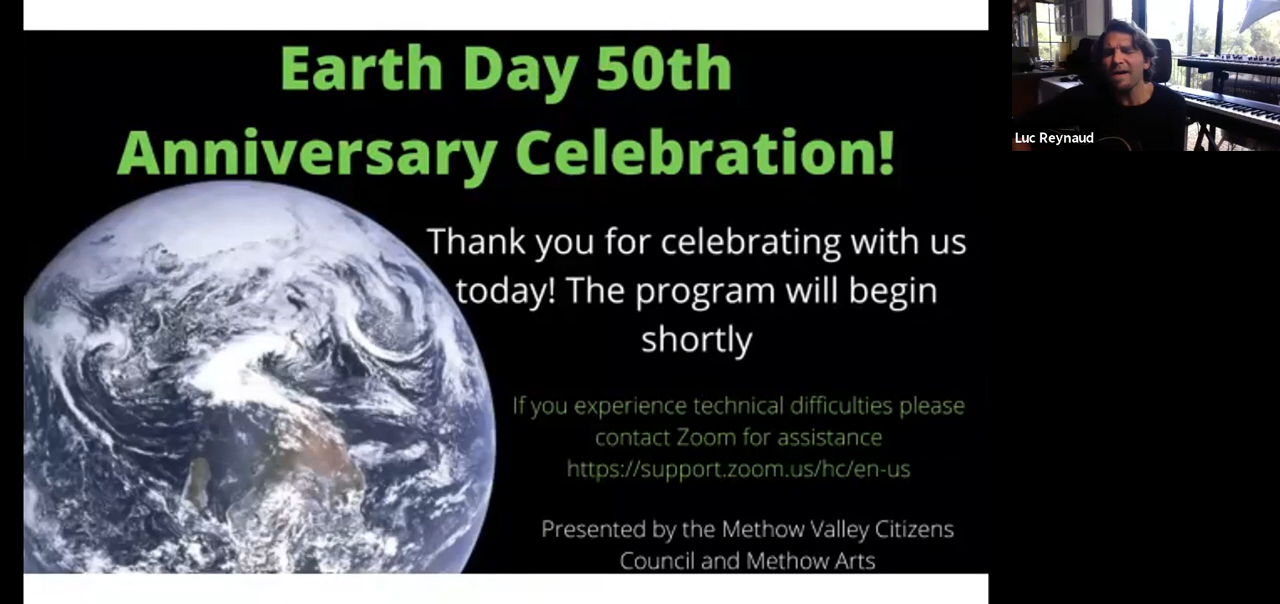 Earth Day 50th
Anniversary Celebration!
Thank you for celebrating with us
today! The program will begin
shortly
If you experience technical difficulties please
contact Zoom for assistance
https://support.zoom.us/hc/en-us
Presented by the Methow Valley Citizens
Council and Methow Arts
Luc Reynaud